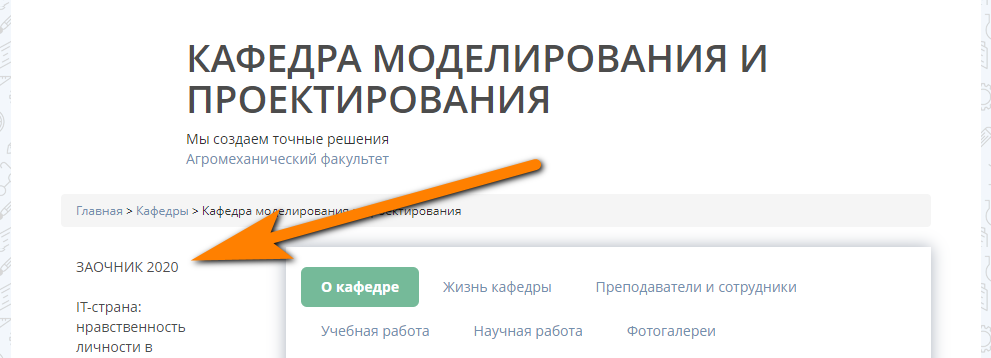 КАФЕДРА МОДЕЛИРОВАНИЯ И
ПРОЕКТИРОВАНИЯ
Мы создаем точные решения
Агромеханический факультет
Главная > Кафедры > Кафедра моделирования и проектирования
ЗАОЧНИК 2020
IT-страна:
нравственность
личности в
О кафедре Жизнь кафедры Преподаватели и сотрудники
Учебная работа Научная работа Фотогалереи